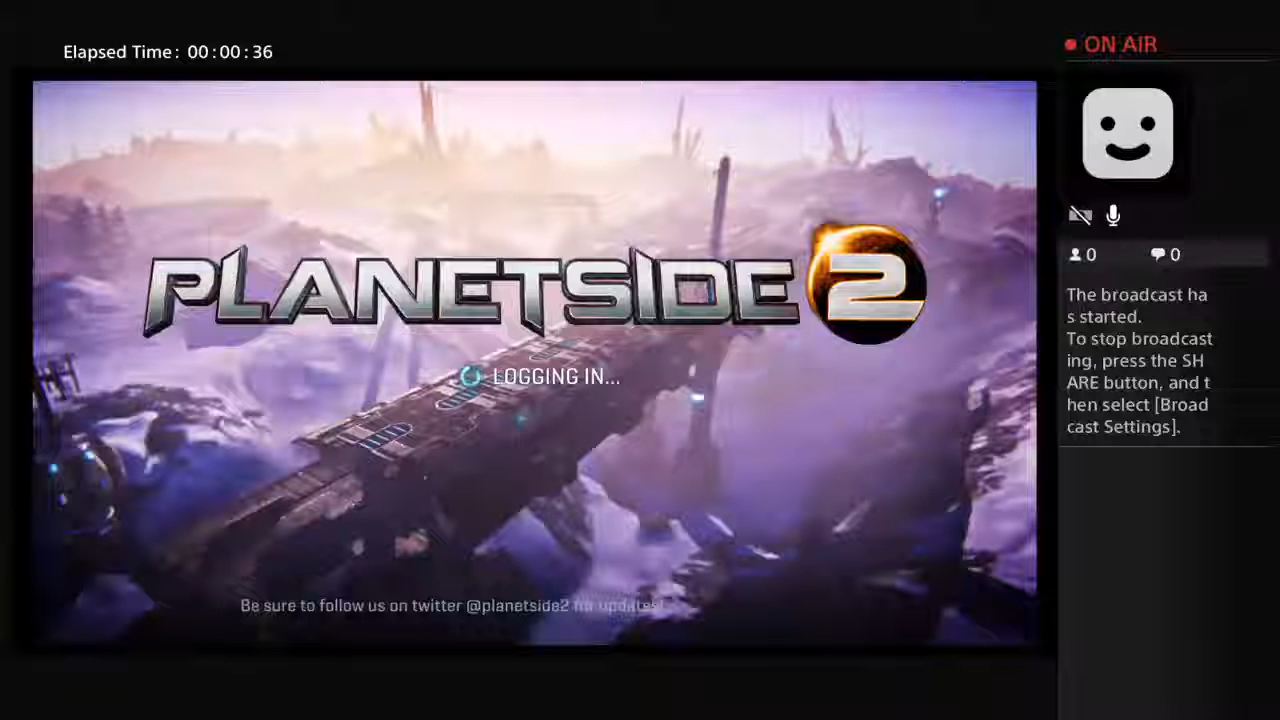 Elapsed Time: 00:00:36
ON AIR
PLANETSIDE 2
0 0
LOGGING IN...
The broadcast ha
s started.
To stop broadcast
ing, press the SH
ARE button, and t
hen select [Broad
cast Settings].
Be sure to follow us on twitter @planetside2 for updates!